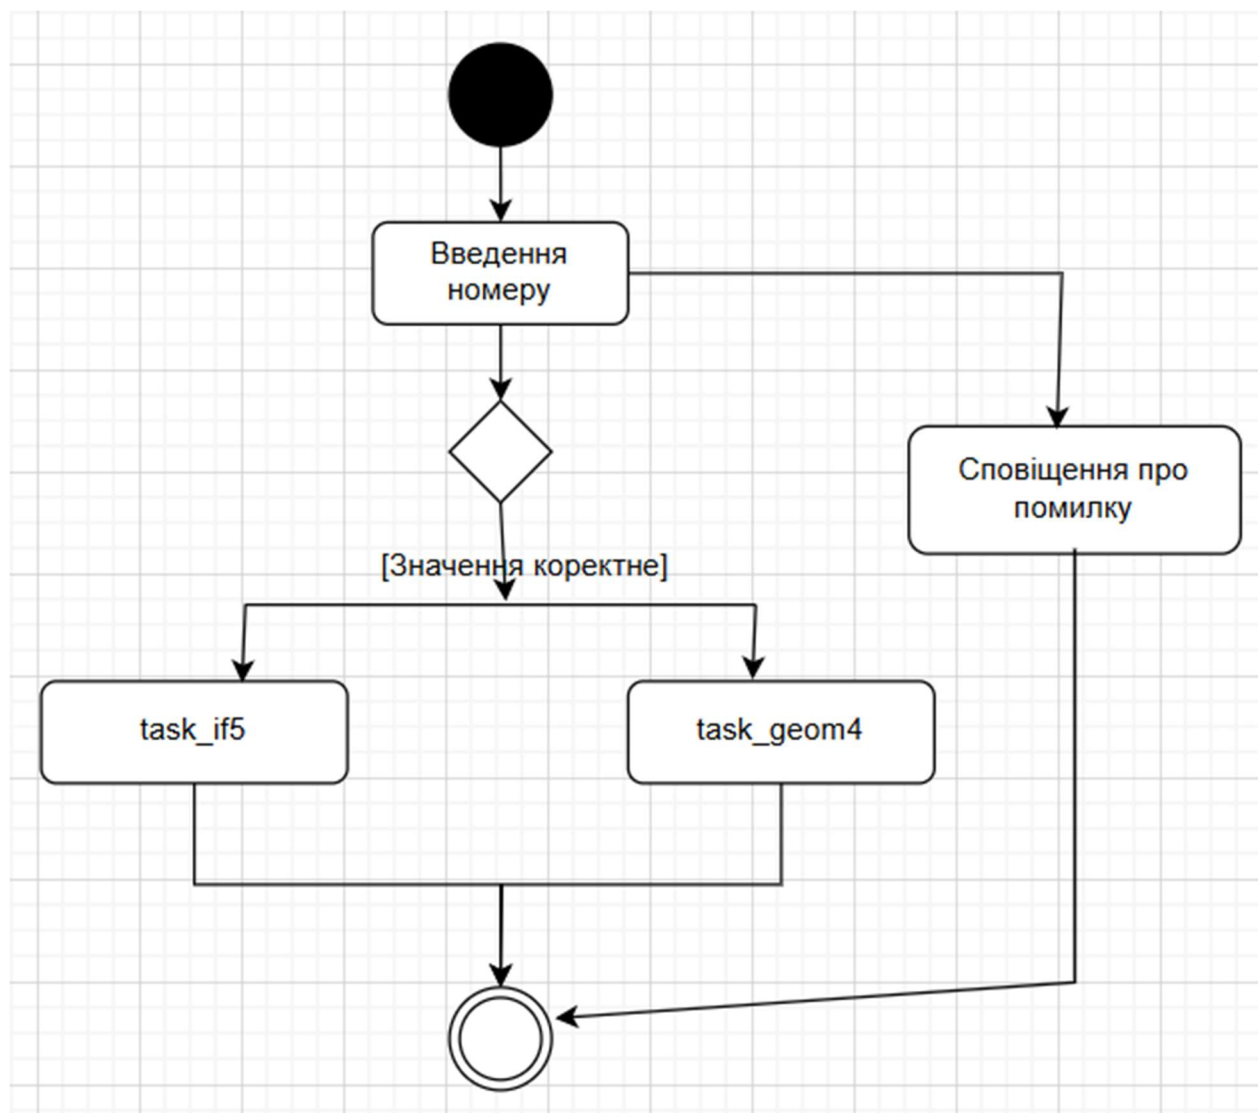 Введення
номеру
Сповіщення про
помилку
[Значення коректне]
task_if5
task_geom4